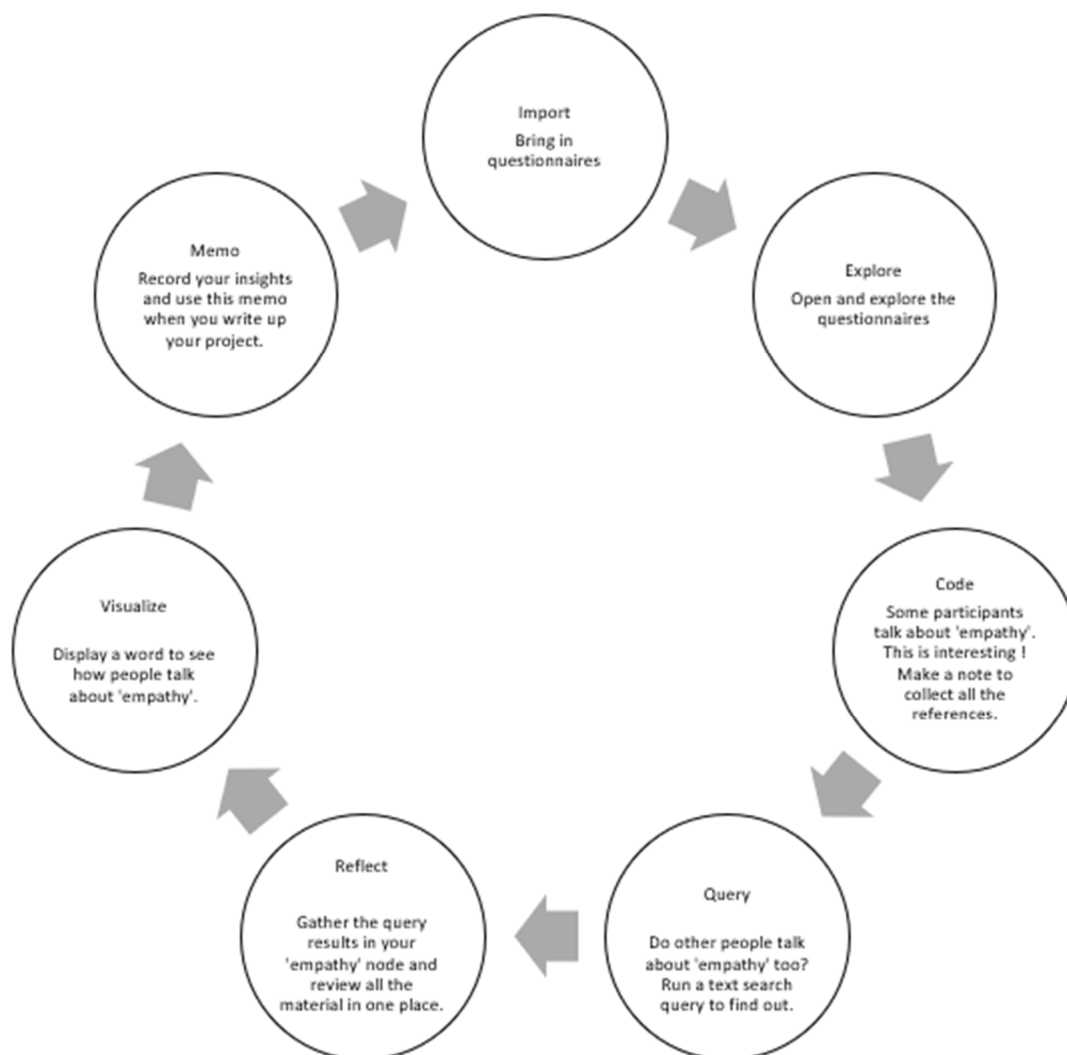 Import
Bring in
questionnaires
Explore
Open and explore the
questionnaires
Code
Some participants
talk about 'empathy'.
This is interesting !
Make a note to
collect all the
references.
Query
Do other people talk
about 'empathy' too?
Run a text search
query to find out.
Reflect
Gather the query
results in your
'empathy' node and
review all the
material in one place.
Visualize
Display a word to see
how people talk
about 'empathy'.
Memo
Record your insights
and use this memo
when you write up
your project.